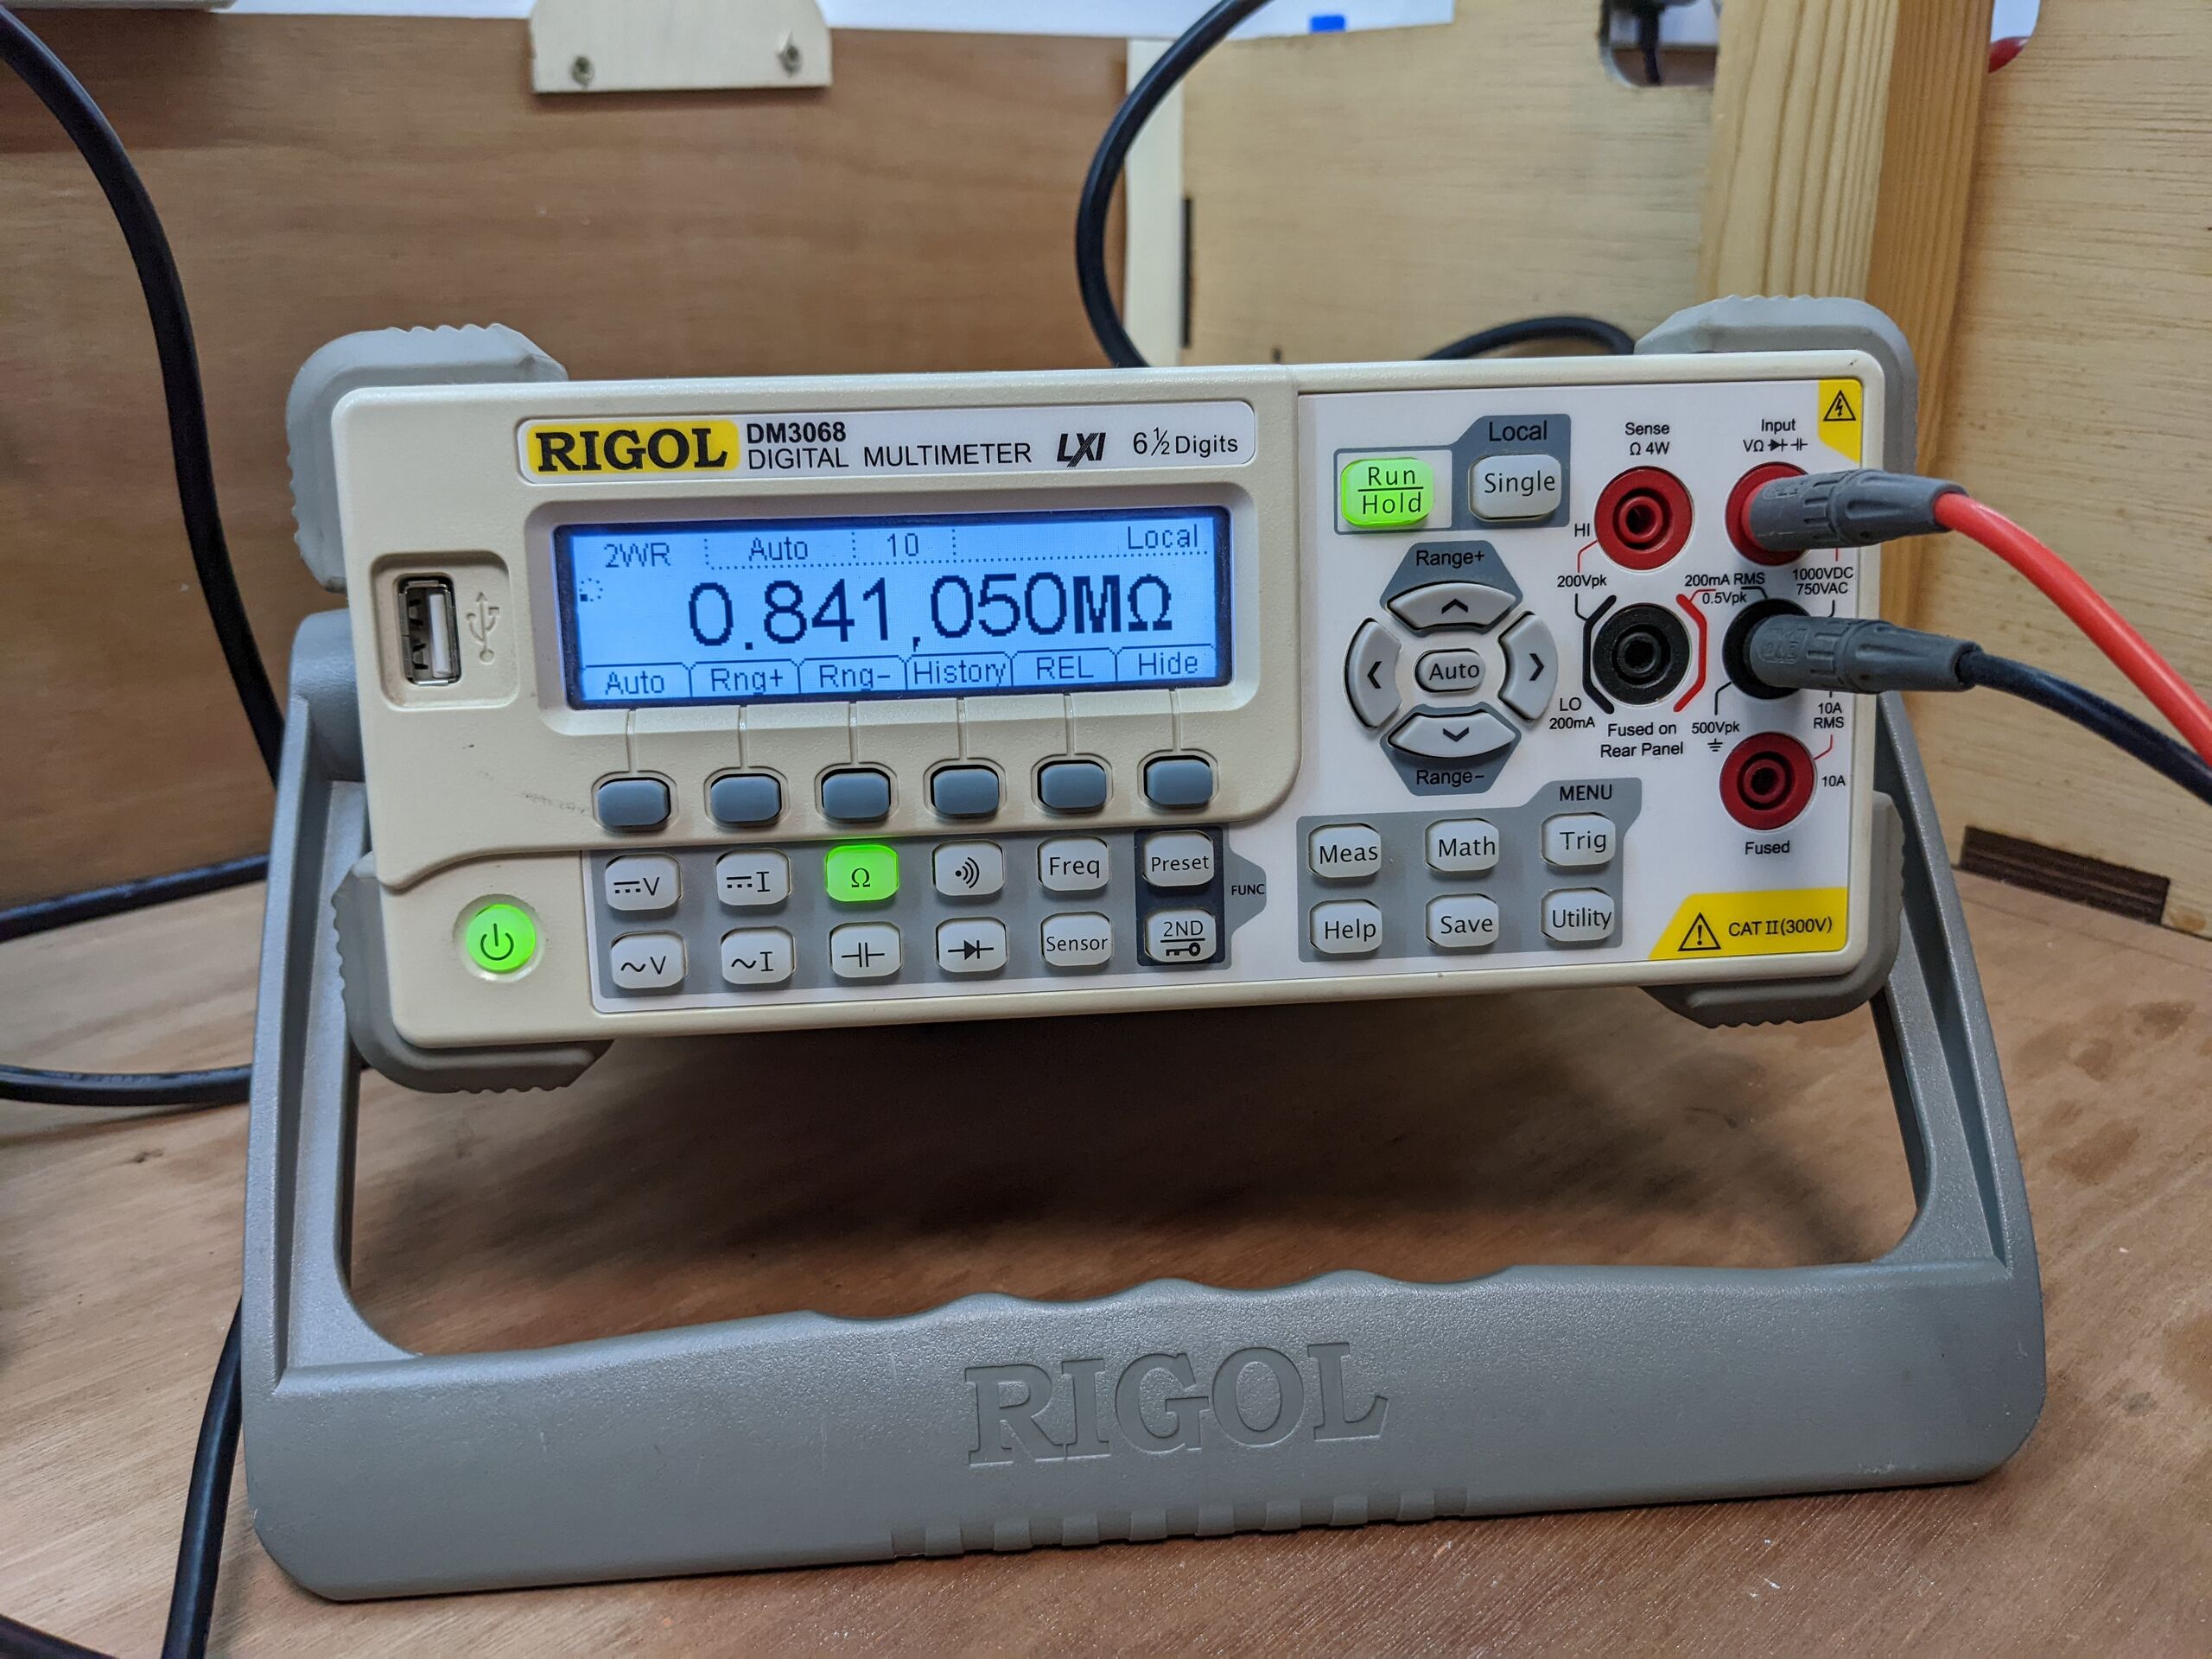 RIGOL DM3068
DIGITAL MULTIMETER LXI 6½ Digits
2WR Auto 10 Local
0.841,050MΩ
Auto Rng+ Rng- History REL Hide
V I Ω Freq Preset
~V ~I Sensor 2ND
FUNC
Local
Run
Hold
Single
Range+
Auto
Range-
MENU
Meas Math Trig
Help Save Utility
Sense
Ω 4W
Input
VΩ
HI
200Vpk
200mA RMS
0.5Vpk
1000VDC
750VAC
LO
200mA
Fused on
Rear Panel
500Vpk
10A
RMS
10A
Fused
CAT II(300V)
RIGOL